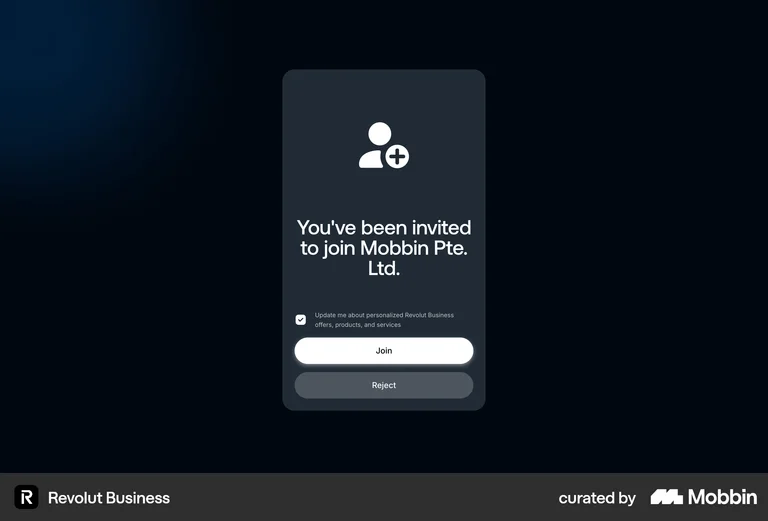 You've been invited
to join Mobbin Pte.
Ltd.
Update me about personalized Revolut Business
offers, products, and services
Join
Reject
Revolut Business
curated by Mobbin